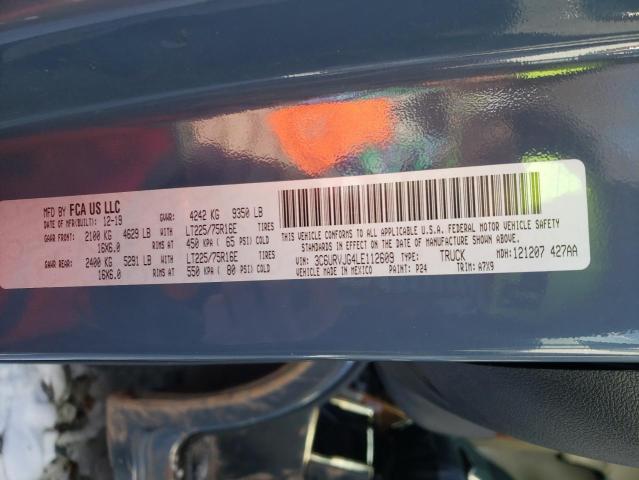 MFD BY FCA US LLC
DATE OF MFR(BUILT) 12-19 GVWR: 4242 KG 9350 LB
GAWR FRONT: 2100 KG 4629 LB WITH LT225/75R16E TIRES
16X6.0 RIMS AT 450 KPA ( 65 PSI) COLD
GAWR REAR: 2400 KG 5291 LB WITH LT225/75R16E TIRES
16X6.0 RIMS AT 550 KPA ( 80 PSI) COLD
THIS VEHICLE CONFORMS TO ALL APPLICABLE U.S.A. FEDERAL MOTOR VEHICLE SAFETY
STANDARDS IN EFFECT ON THE DATE OF MANUFACTURE SHOWN ABOVE.
VIN: 3C6URVJG4LE112609 TYPE: TRUCK MDH: 121207 427AA
VEHICLE MADE IN MEXICO PAINT: P24 TRIM: A7X9